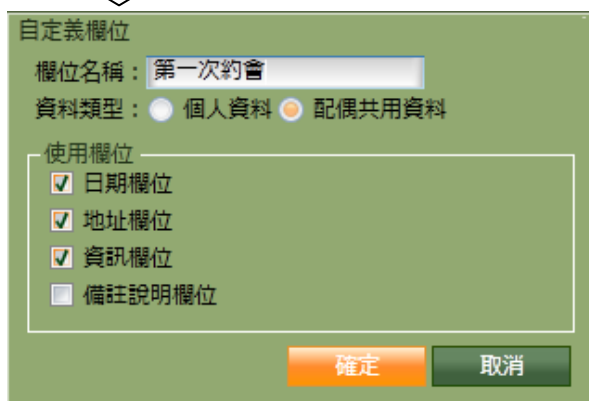 自定義欄位
欄位名稱：第一次約會
資料類型： 個人資料 配偶共用資料
使用欄位
日期欄位
地址欄位
資訊欄位
備註說明欄位
確定 取消